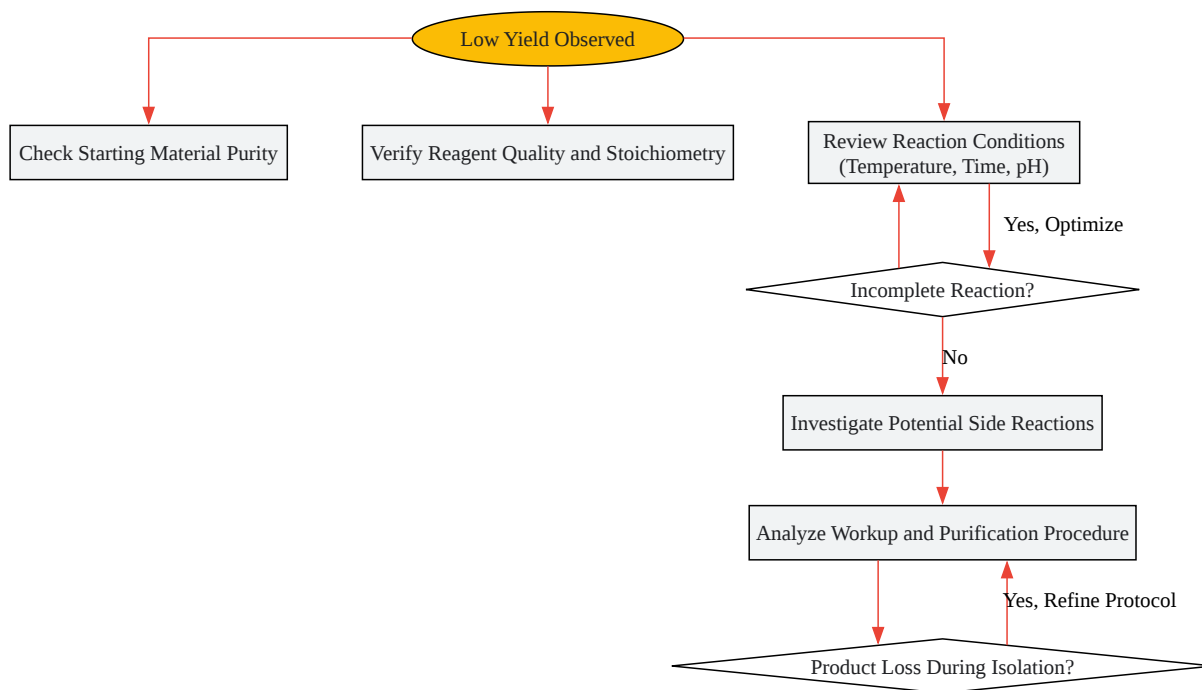 Low Yield Observed
Check Starting Material Purity
Verify Reagent Quality and Stoichiometry
Review Reaction Conditions
(Temperature, Time, pH)
Yes, Optimize
Incomplete Reaction?
No
Investigate Potential Side Reactions
Analyze Workup and Purification Procedure
Yes, Refine Protocol
Product Loss During Isolation?